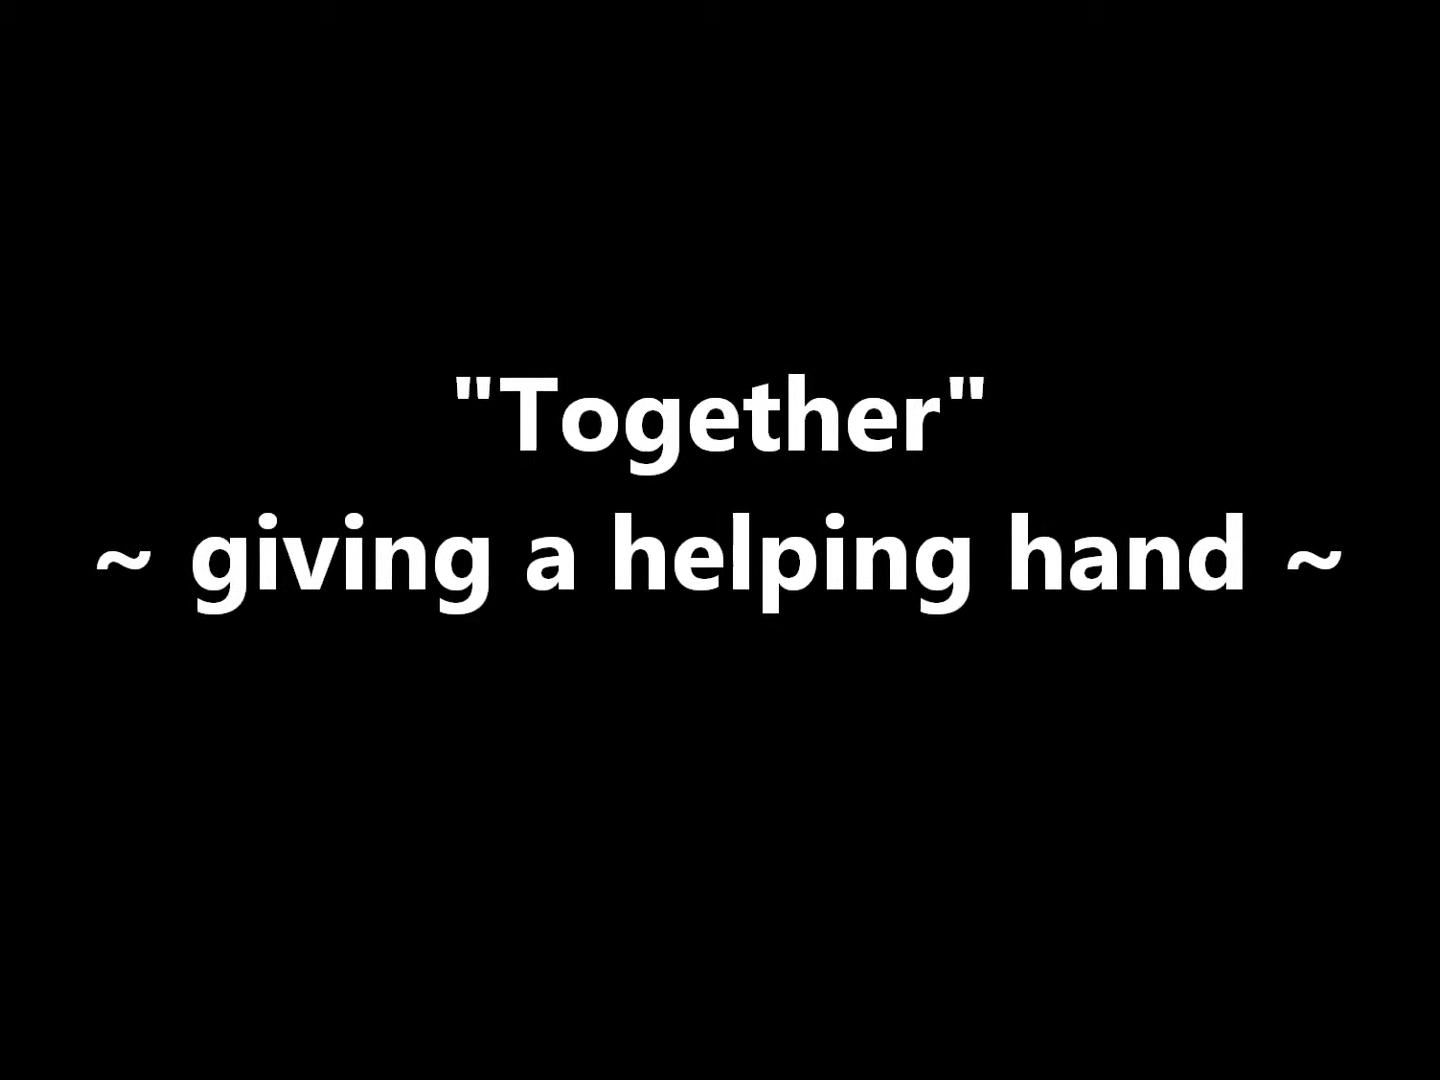 "Together"
~ giving a helping hand ~